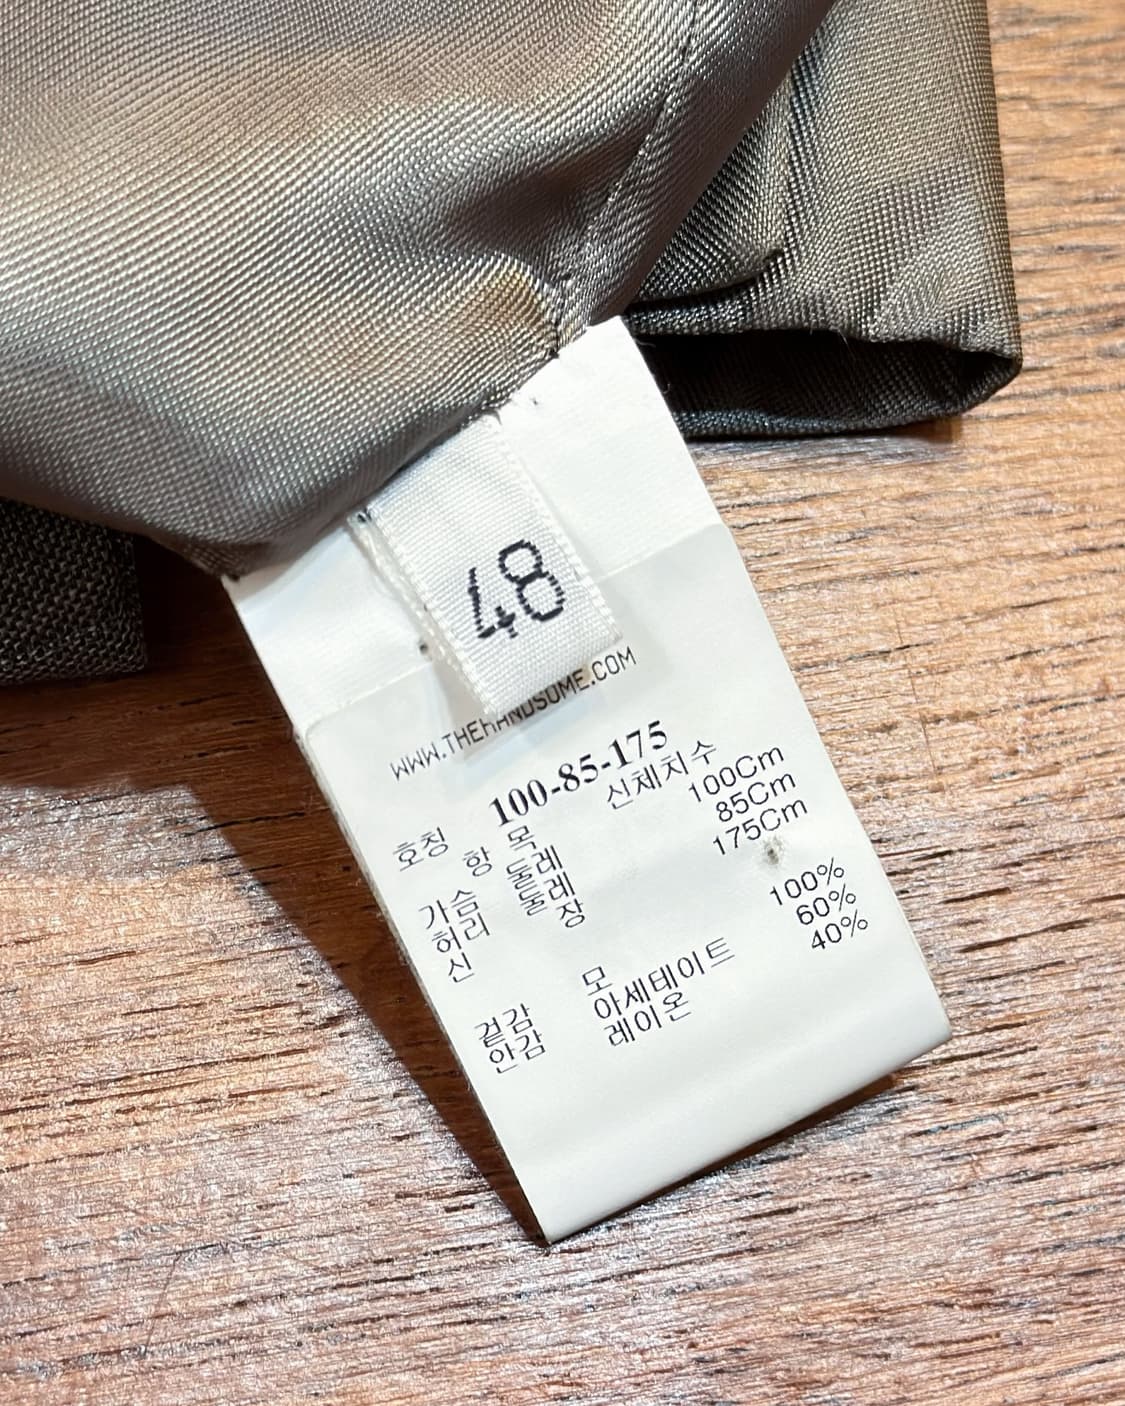 48
WWW.THEHANDSOME.COM
호칭 100-85-175
항 목 신체치수
가슴둘레 100Cm
허리둘레 85Cm
신 장 175Cm
겉감 모 100%
안감 아세테이트 60%
레이온 40%